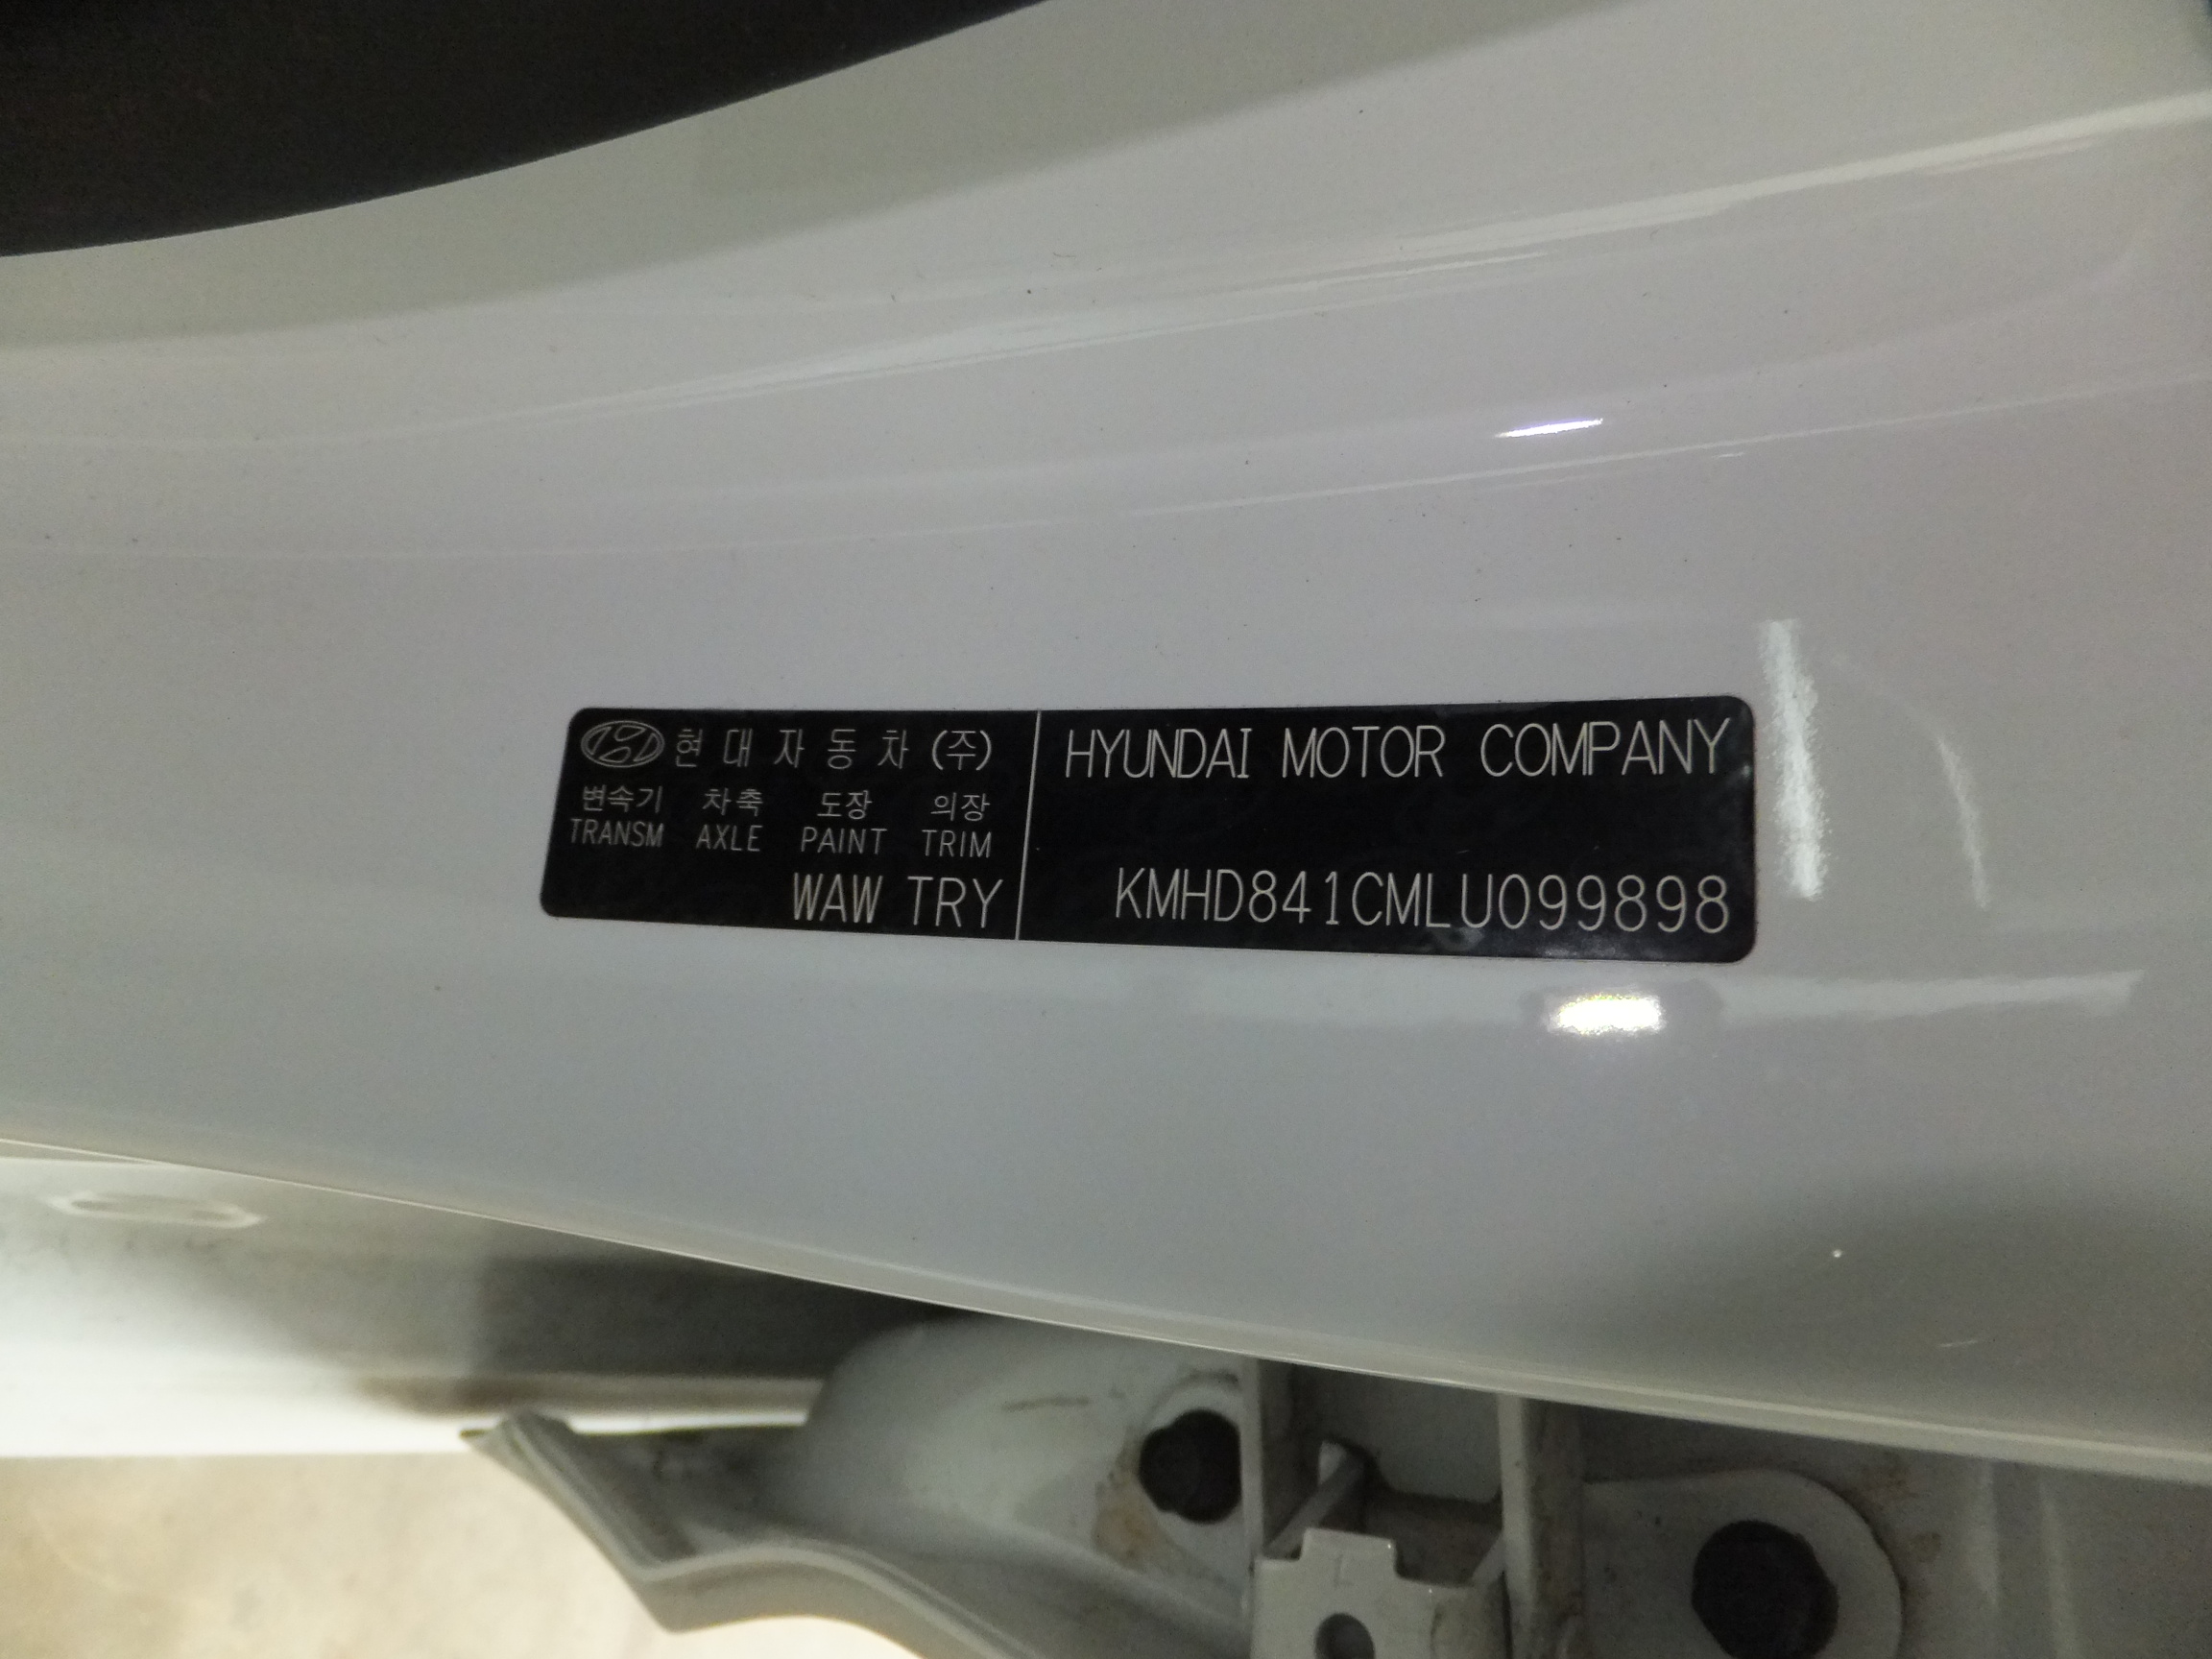 현대자동차(주)
변속기 차축 도장 의장
TRANSM AXLE PAINT TRIM
WAW TRY
HYUNDAI MOTOR COMPANY
KMHD841CMLU099898